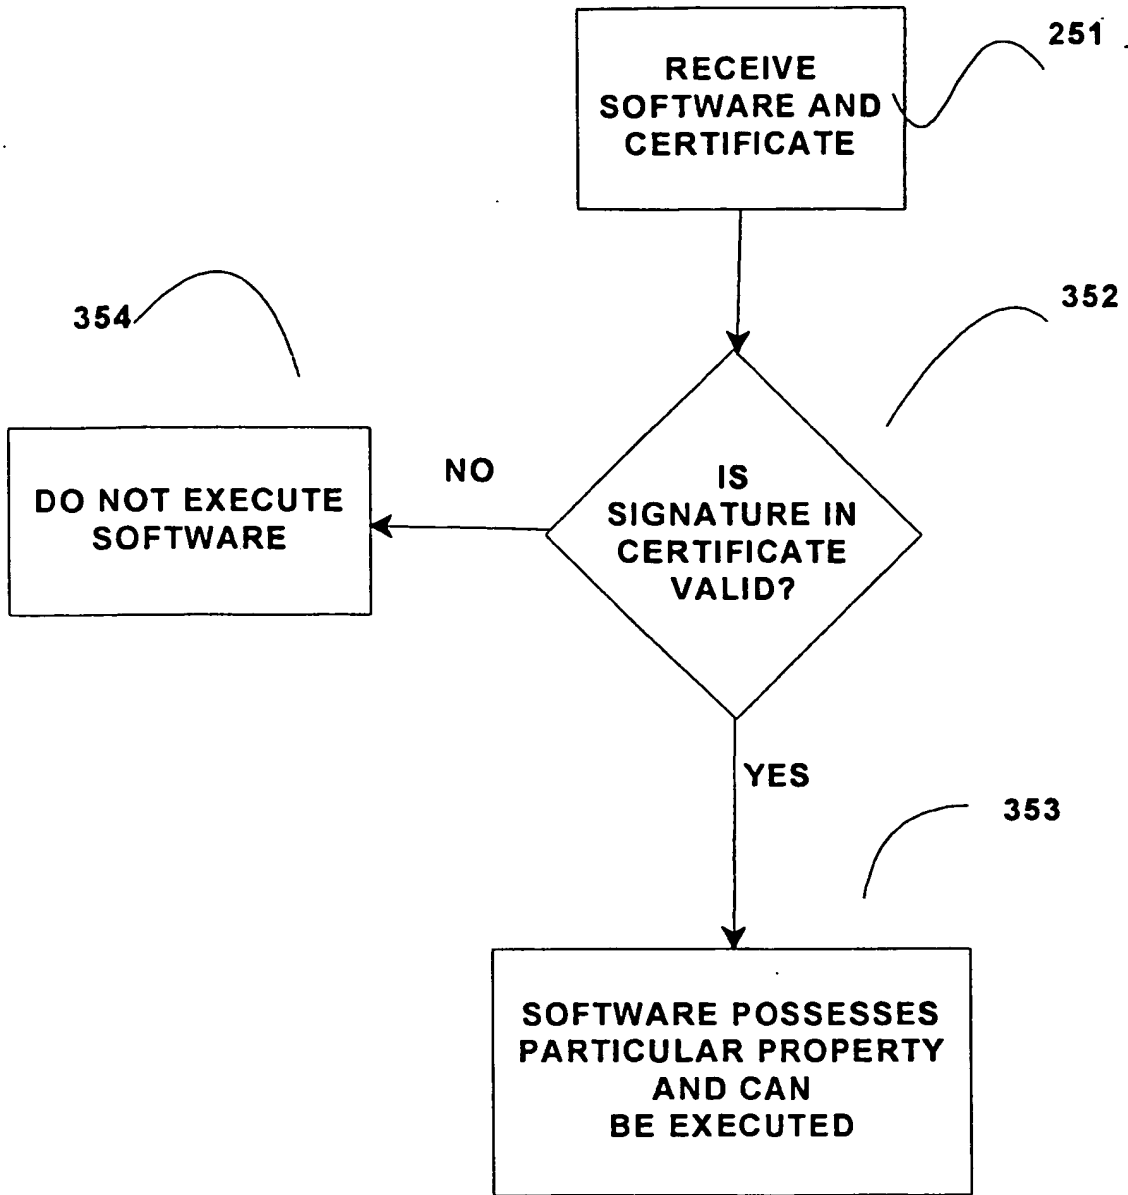 251
RECEIVE
SOFTWARE AND
CERTIFICATE
352
354
IS
SIGNATURE IN
CERTIFICATE
VALID?
NO
DO NOT EXECUTE
SOFTWARE
YES
353
SOFTWARE POSSESSES
PARTICULAR PROPERTY
AND CAN
BE EXECUTED